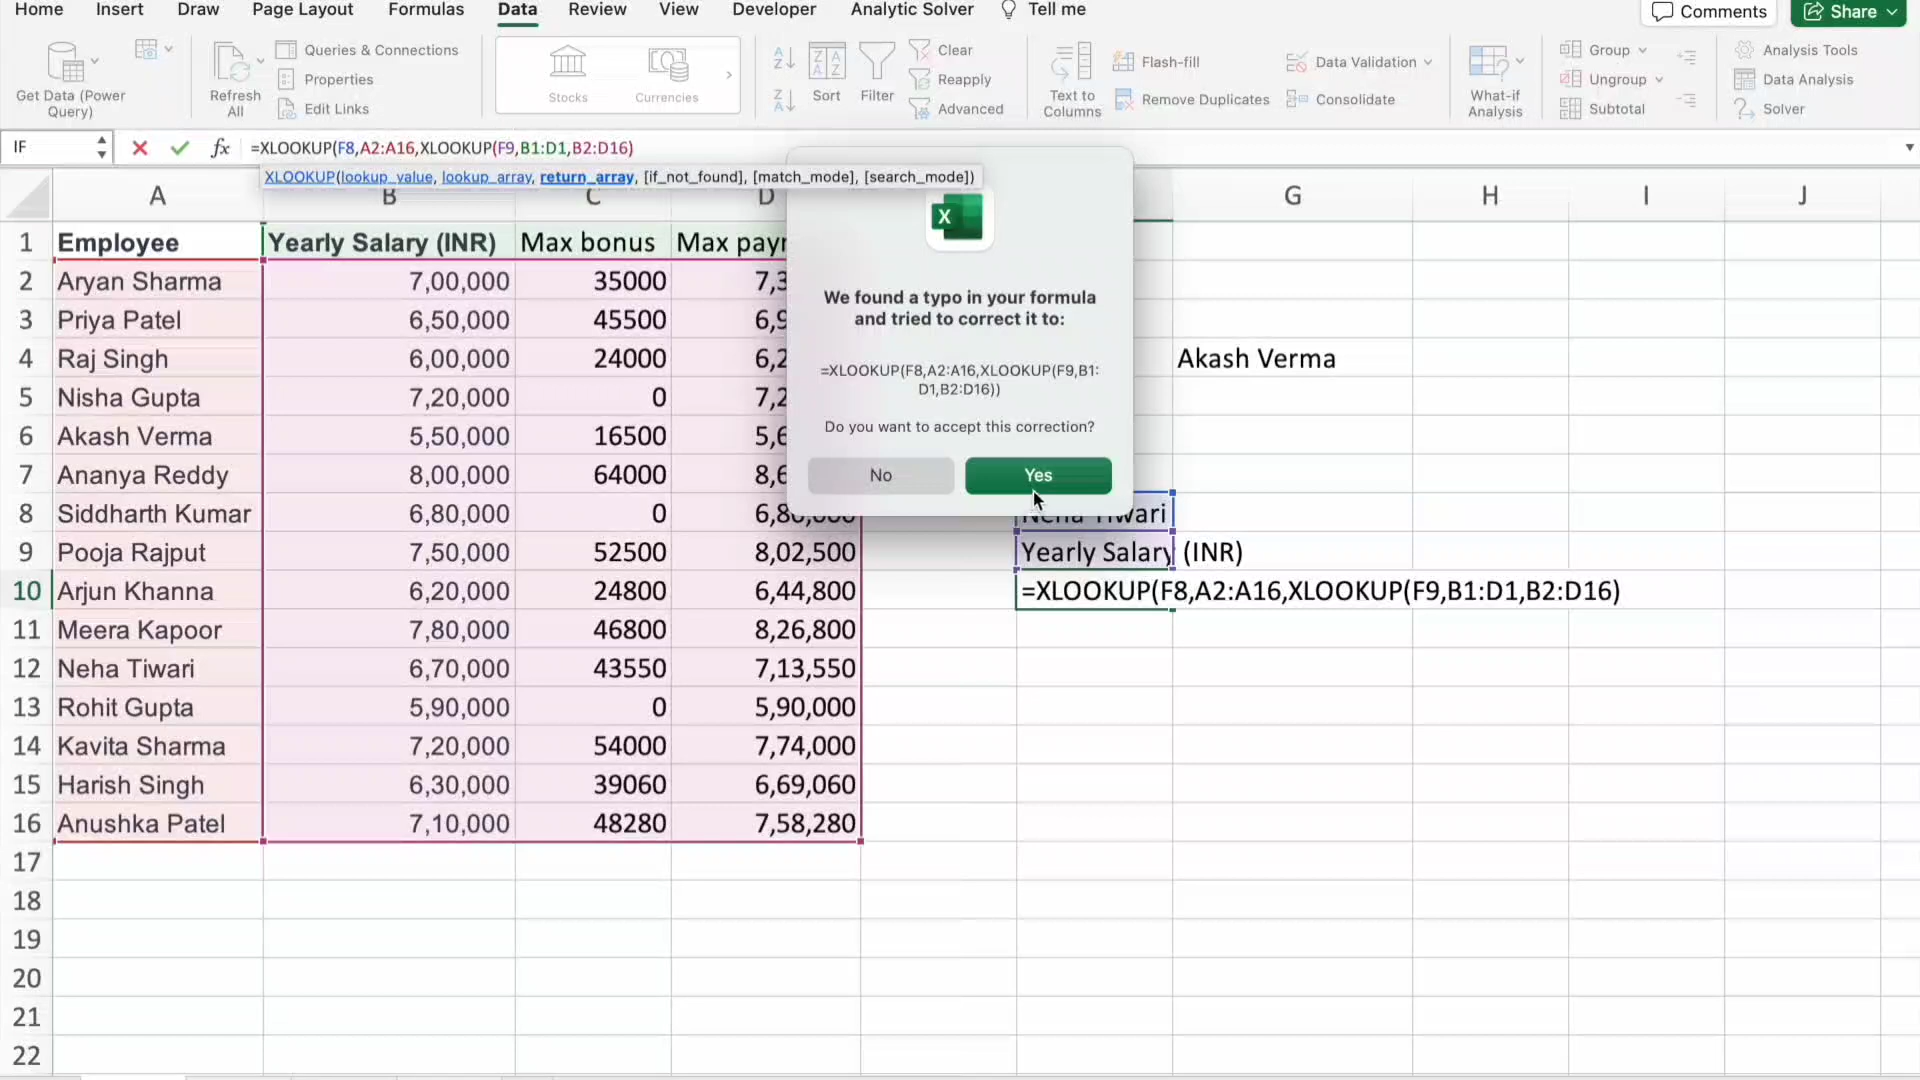 Home Insert Draw Page Layout Formulas Data Review View Developer Analytic Solver Tell me Comments Share
Get Data (Power
Query)
Refresh
All
Queries & Connections
Properties
Edit Links
Stocks
Currencies
Sort
Filter
Clear
Reapply
Advanced
Text to
Columns
Flash-fill
Remove Duplicates
Data Validation
Consolidate
What-if
Analysis
Group
Ungroup
Subtotal
Analysis Tools
Data Analysis
Solver
IF fx =XLOOKUP(F8,A2:A16,XLOOKUP(F9,B1:D1,B2:D16)
XLOOKUP(lookup_value, lookup_array, return_array, [if_not_found], [match_mode], [search_mode])
A B C D G H I J
1 Employee Yearly Salary (INR) Max bonus
2 Aryan Sharma 7,00,000 35000
3 Priya Patel 6,50,000 45500
4 Raj Singh 6,00,000 24000 Akash Verma
5 Nisha Gupta 7,20,000 0
6 Akash Verma 5,50,000 16500
7 Ananya Reddy 8,00,000 64000
8 Siddharth Kumar 6,80,000 0 6,80,000 Neha Tiwari
9 Pooja Rajput 7,50,000 52500 8,02,500 Yearly Salary (INR)
10 Arjun Khanna 6,20,000 24800 6,44,800 =XLOOKUP(F8,A2:A16,XLOOKUP(F9,B1:D1,B2:D16)
11 Meera Kapoor 7,80,000 46800 8,26,800
12 Neha Tiwari 6,70,000 43550 7,13,550
13 Rohit Gupta 5,90,000 0 5,90,000
14 Kavita Sharma 7,20,000 54000 7,74,000
15 Harish Singh 6,30,000 39060 6,69,060
16 Anushka Patel 7,10,000 48280 7,58,280
17
18
19
20
21
22
We found a typo in your formula
and tried to correct it to:
=XLOOKUP(F8,A2:A16,XLOOKUP(F9,B1:
D1,B2:D16))
Do you want to accept this correction?
No Yes